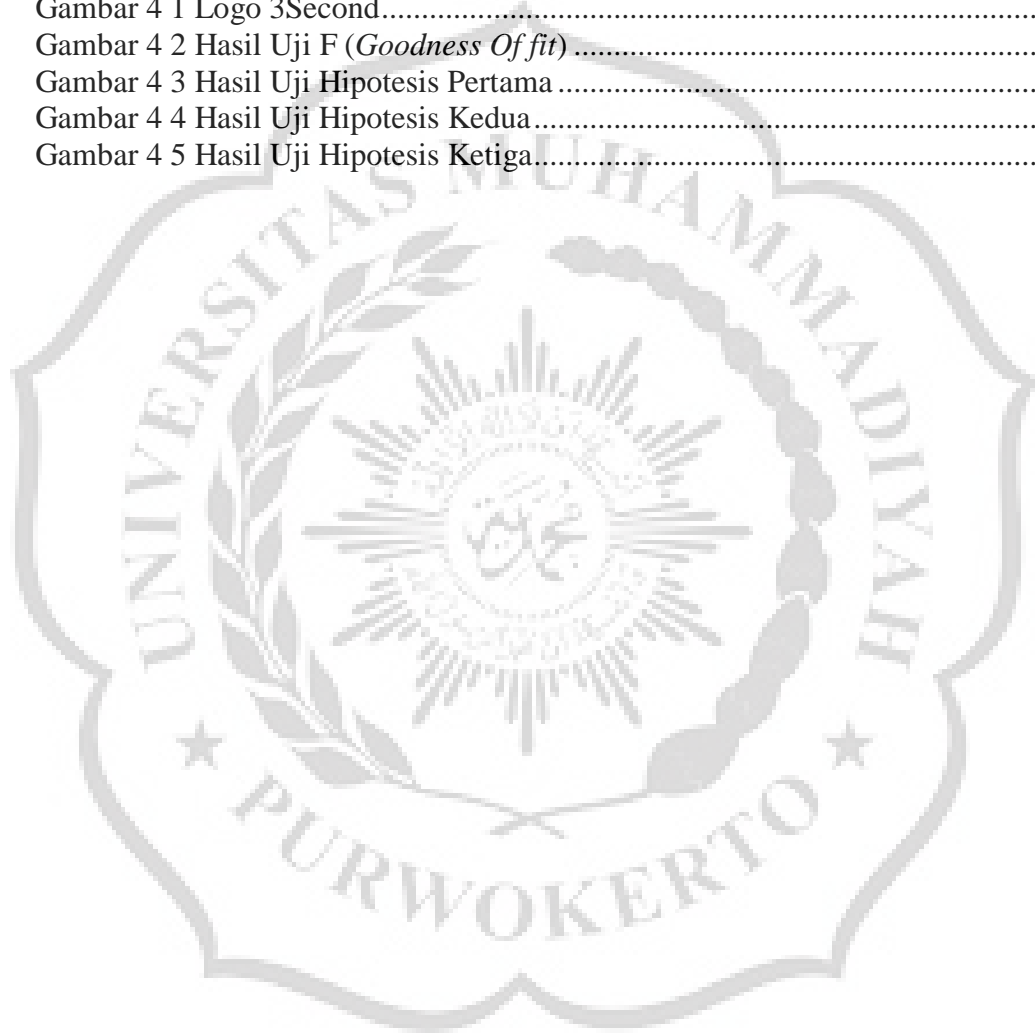 Gambar 4 1 Logo 3Second....................................................................
Gambar 4 2 Hasil Uji F (Goodness Of fit) ..............................................
Gambar 4 3 Hasil Uji Hipotesis Pertama ................................................
Gambar 4 4 Hasil Uji Hipotesis Kedua...................................................
Gambar 4 5 Hasil Uji Hipotesis Ketiga...................................................
UNIVERSITAS MUHAMMADIYAH
★ PURWOKERTO ★